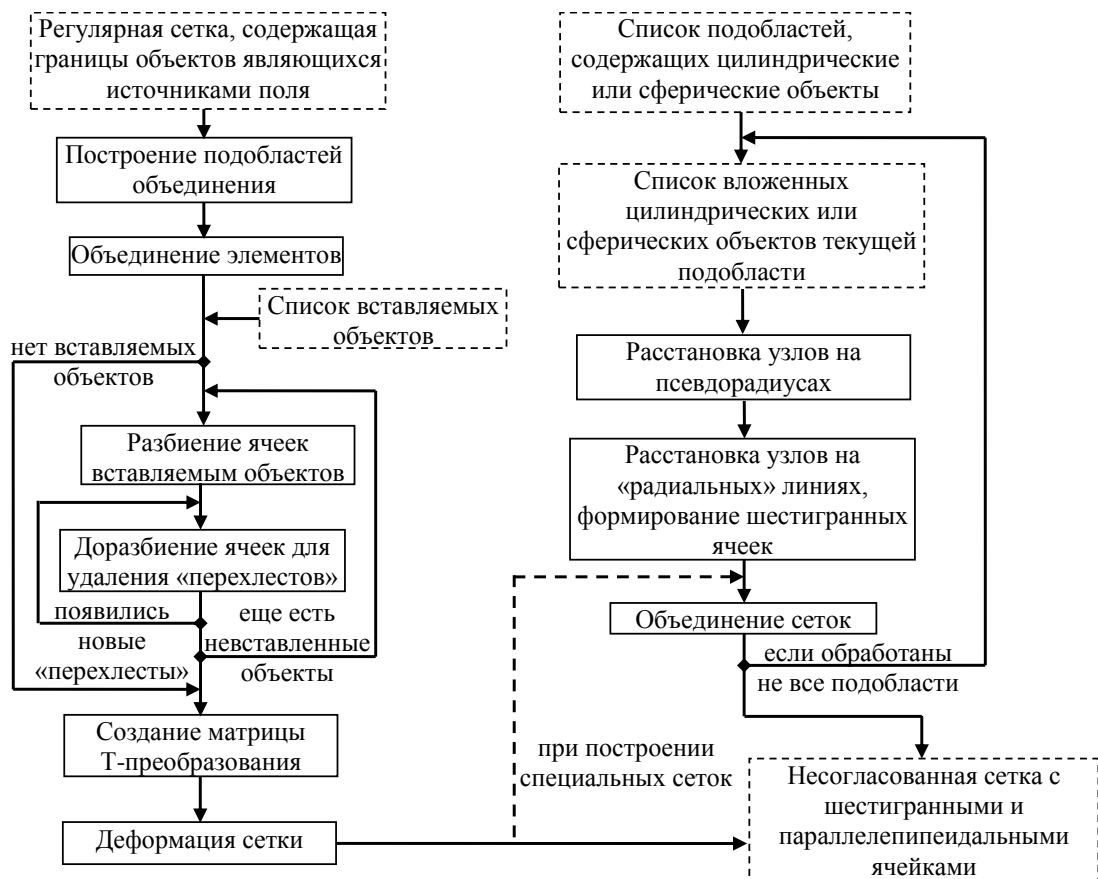 Регулярная сетка, содержащая
границы объектов являющихся
источниками поля
Построение подобластей
объединения
Объединение элементов
Список вставляемых
объектов
нет вставляемых
объектов
Разбиение ячеек
вставляемым объектов
Доразбиение ячеек для
удаления «перехлестов»
появились
новые
«перехлесты»
еще есть
невставленные
объекты
Создание матрицы
Т-преобразования
Деформация сетки
Список подобластей,
содержащих цилиндрические
или сферические объекты
Список вложенных
цилиндрических или
сферических объектов текущей
подобласти
Расстановка узлов на
псевдорадиусах
Расстановка узлов на
«радиальных» линиях,
формирование шестигранных
ячеек
Объединение сеток
если обработаны
не все подобласти
при построении
специальных сеток
Несогласованная сетка с
шестигранными и
параллелепипеидальными
ячейками